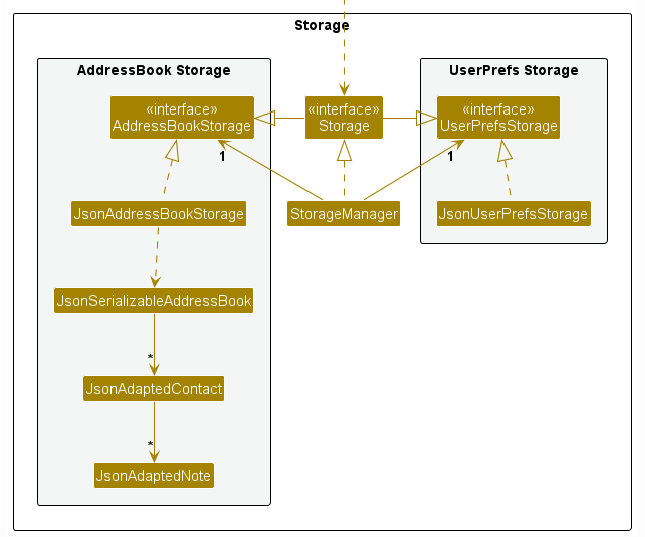 Storage
AddressBook Storage
UserPrefs Storage
«interface»
AddressBookStorage
«interface»
Storage
«interface»
UserPrefsStorage
1
1
JsonAddressBookStorage
StorageManager
JsonUserPrefsStorage
JsonSerializableAddressBook
*
JsonAdaptedContact
*
JsonAdaptedNote